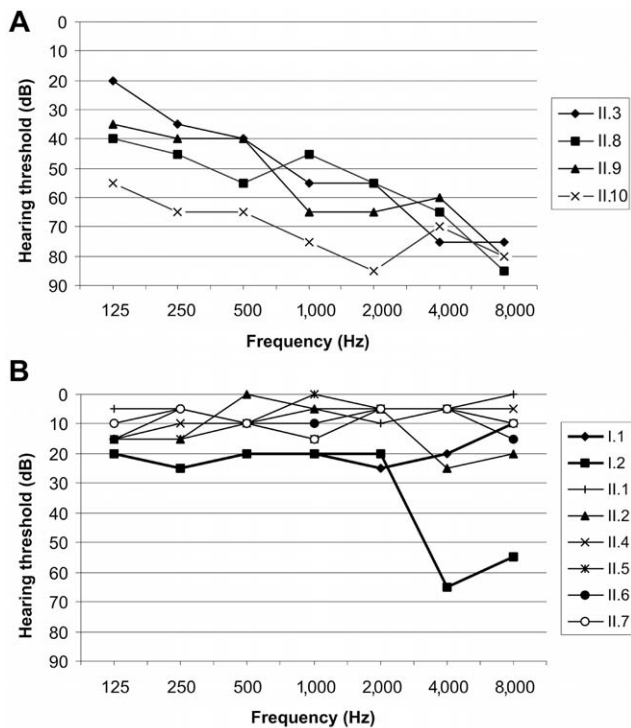 A
Hearing threshold (dB)
0
20
30
40
50
60
70
80
90
125 250 500 1,000 2,000 4,000 8,000
Frequency (Hz)
II.3
II.8
II.9
II.10
B
Hearing threshold (dB)
0
10
20
30
40
50
60
70
80
90
125 250 500 1,000 2,000 4,000 8,000
Frequency (Hz)
I.1
I.2
II.1
II.2
II.4
II.5
II.6
II.7